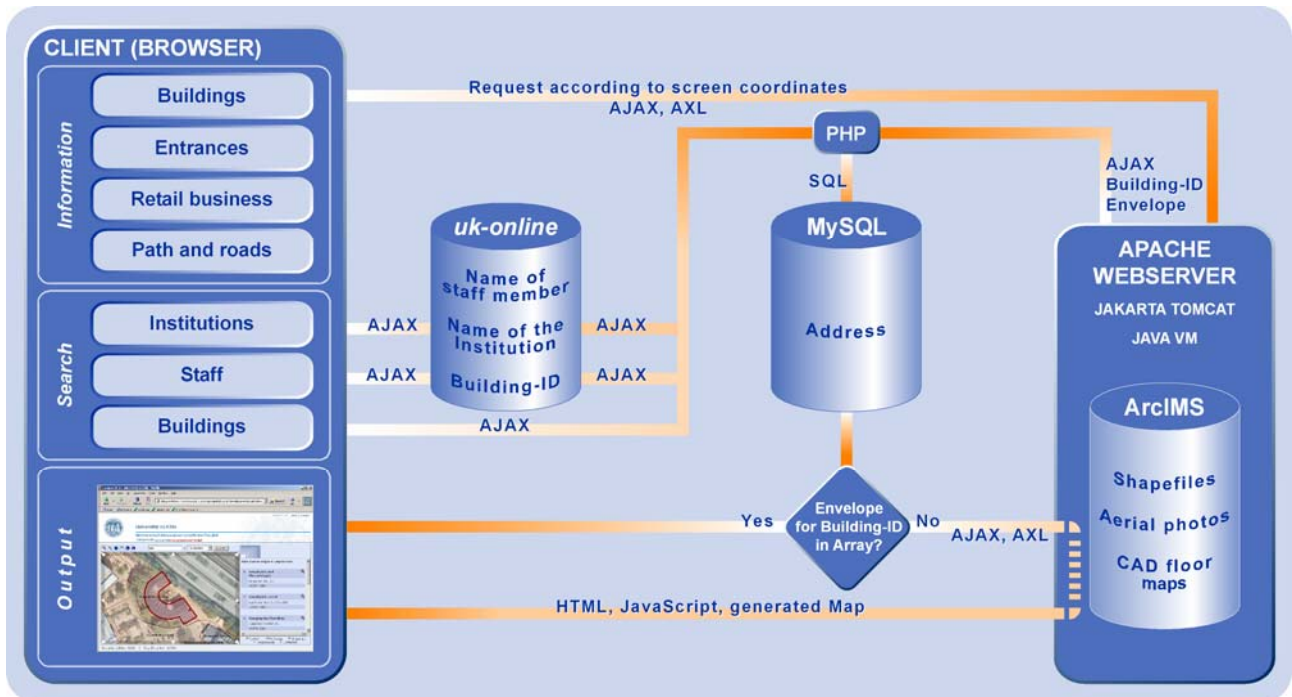 CLIENT (BROWSER)
Information
Buildings
Entrances
Retail business
Path and roads
Search
Institutions
Staff
Buildings
Output
Request according to screen coordinates
AJAX, AXL
PHP
SQL
AJAX
Building-ID
Envelope
uk-online
Name of
staff member
Name of the
Institution
Building-ID
AJAX
AJAX
AJAX
AJAX
AJAX
MySQL
Address
Envelope
for Building-ID
in Array?
Yes
No
AJAX, AXL
HTML, JavaScript, generated Map
APACHE
WEBSERVER
JAKARTA TOMCAT
JAVA VM
ArcIMS
Shapefiles
Aerial photos
CAD floor
maps